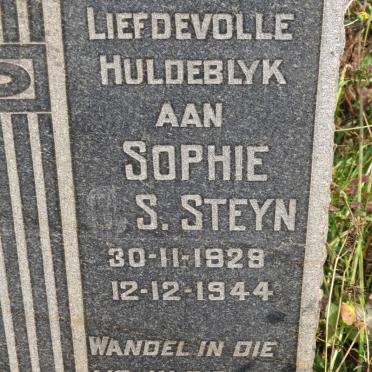 LIEFDEVOLLE
HULDEBLYK
AAN
SOPHIE
S. STEYN
30-11-1928
12-12-1944
WANDEL IN DIE